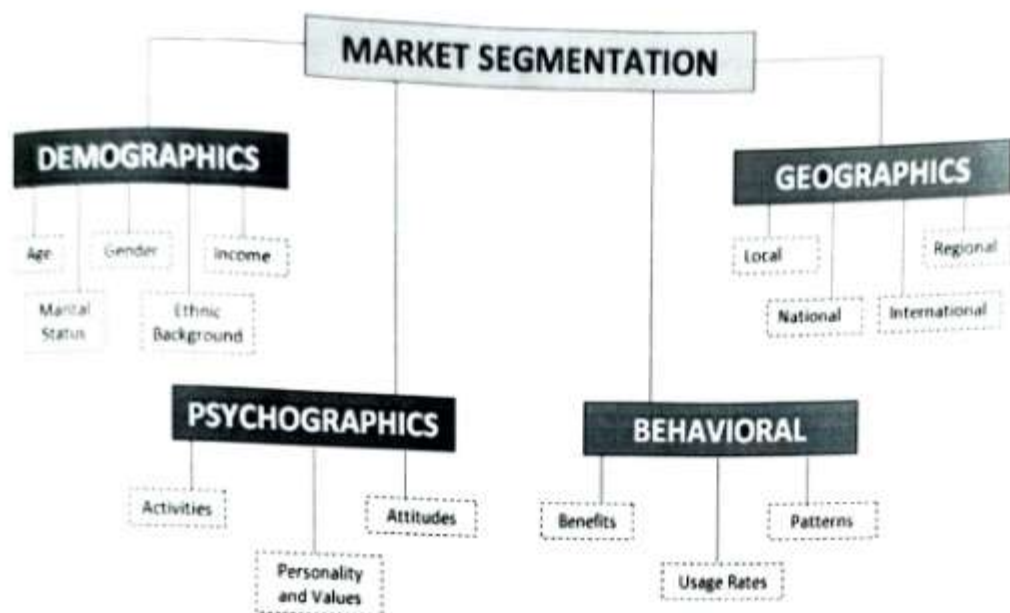 MARKET SEGMENTATION
DEMOGRAPHICS
Age
Gender
Income
Marital
Status
Ethnic
Background
GEOGRAPHICS
Local
Regional
National
International
PSYCHOGRAPHICS
Activities
Attitudes
Personality
and Values
BEHAVIORAL
Benefits
Patterns
Usage Rates